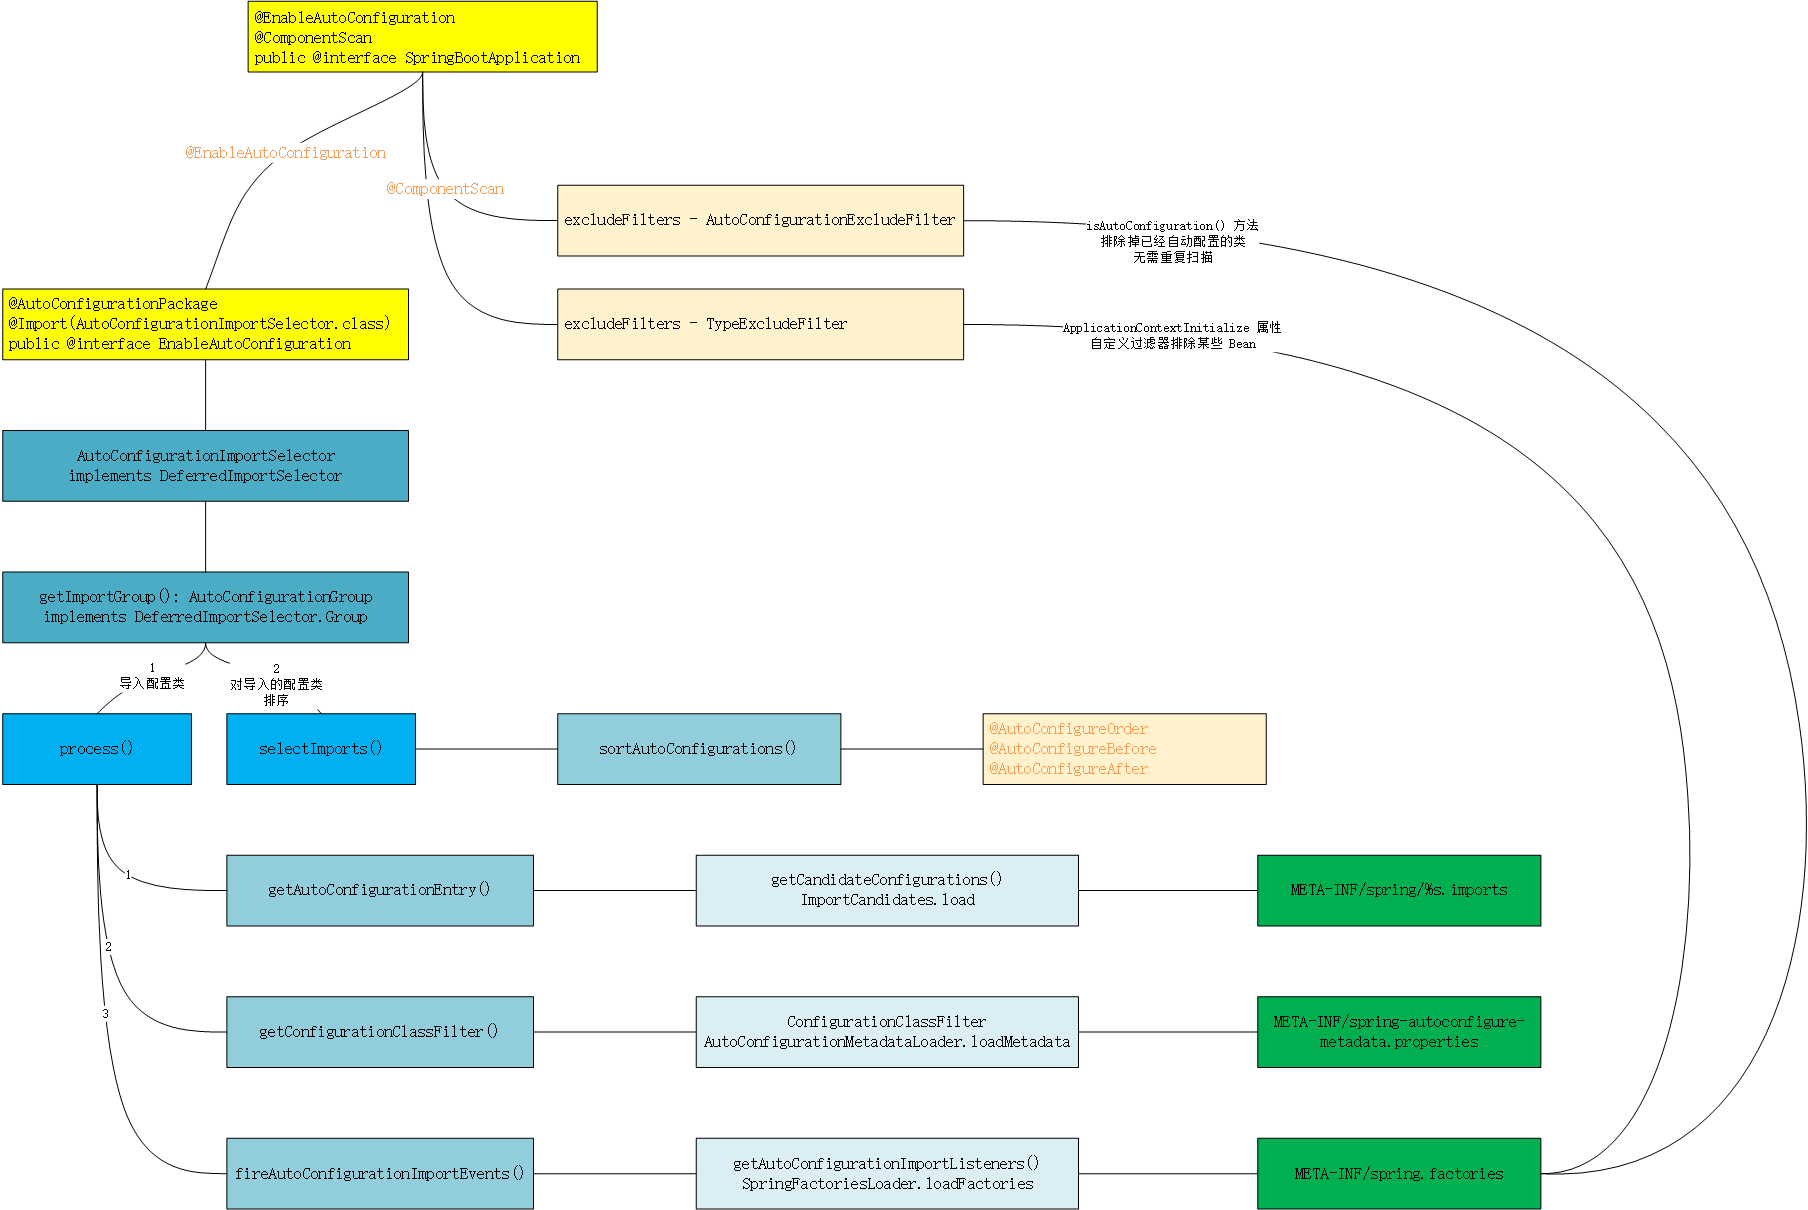 @EnableAutoConfiguration
@ComponentScan
public @interface SpringBootApplication
@EnableAutoConfiguration
@ComponentScan
excludeFilters - AutoConfigurationExcludeFilter
isAutoConfiguration() 方法
排除掉已经自动配置的类
无需重复扫描
@AutoConfigurationPackage
@Import(AutoConfigurationImportSelector.class)
public @interface EnableAutoConfiguration
excludeFilters - TypeExcludeFilter
ApplicationContextInitialize 属性
自定义过滤器排除某些 Bean
AutoConfigurationImportSelector
implements DeferredImportSelector
getImportGroup(): AutoConfigurationGroup
implements DeferredImportSelector.Group
1
导入配置类
2
对导入的配置类
排序
process()
selectImports()
sortAutoConfigurations()
@AutoConfigureOrder
@AutoConfigureBefore
@AutoConfigureAfter
1
getAutoConfigurationEntry()
getCandidateConfigurations()
ImportCandidates.load
META-INF/spring/%s.imports
2
getConfigurationClassFilter()
ConfigurationClassFilter
AutoConfigurationMetadataLoader.loadMetadata
META-INF/spring-autoconfigure-
metadata.properties
3
fireAutoConfigurationImportEvents()
getAutoConfigurationImportListeners()
SpringFactoriesLoader.loadFactories
META-INF/spring.factories